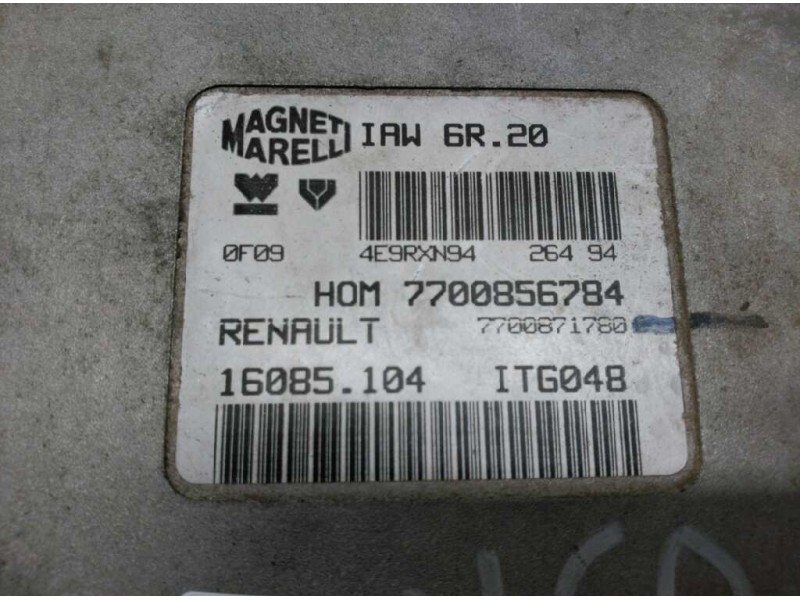 MAGNETI MARELLI IAW 6R.20
0F09 4E9RXN94 264 94
HOM 7700856784
RENAULT 7700871780
16085.104 ITG048